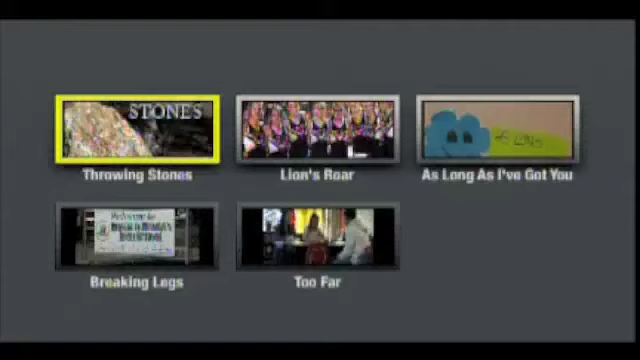 STONES
Throwing Stones
Lion's Roar
As Long As I've Got You
Breaking Legs
Too Far